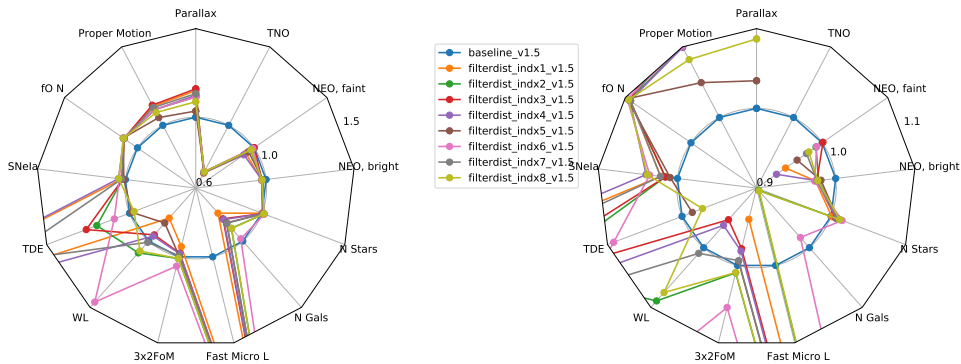 Parallax
Proper Motion
TNO
fO N
NEO, faint
1.5
1.0
SNeIa
0.6
NEO, bright
TDE
N Stars
WL
N Gals
3x2FoM
Fast Micro L
baseline_v1.5
filterdist_indx1_v1.5
filterdist_indx2_v1.5
filterdist_indx3_v1.5
filterdist_indx4_v1.5
filterdist_indx5_v1.5
filterdist_indx6_v1.5
filterdist_indx7_v1.5
filterdist_indx8_v1.5
Parallax
Proper Motion
TNO
fO N
NEO, faint
1.1
1.0
SNeIa
0.9
NEO, bright
TDE
N Stars
WL
N Gals
3x2FoM
Fast Micro L